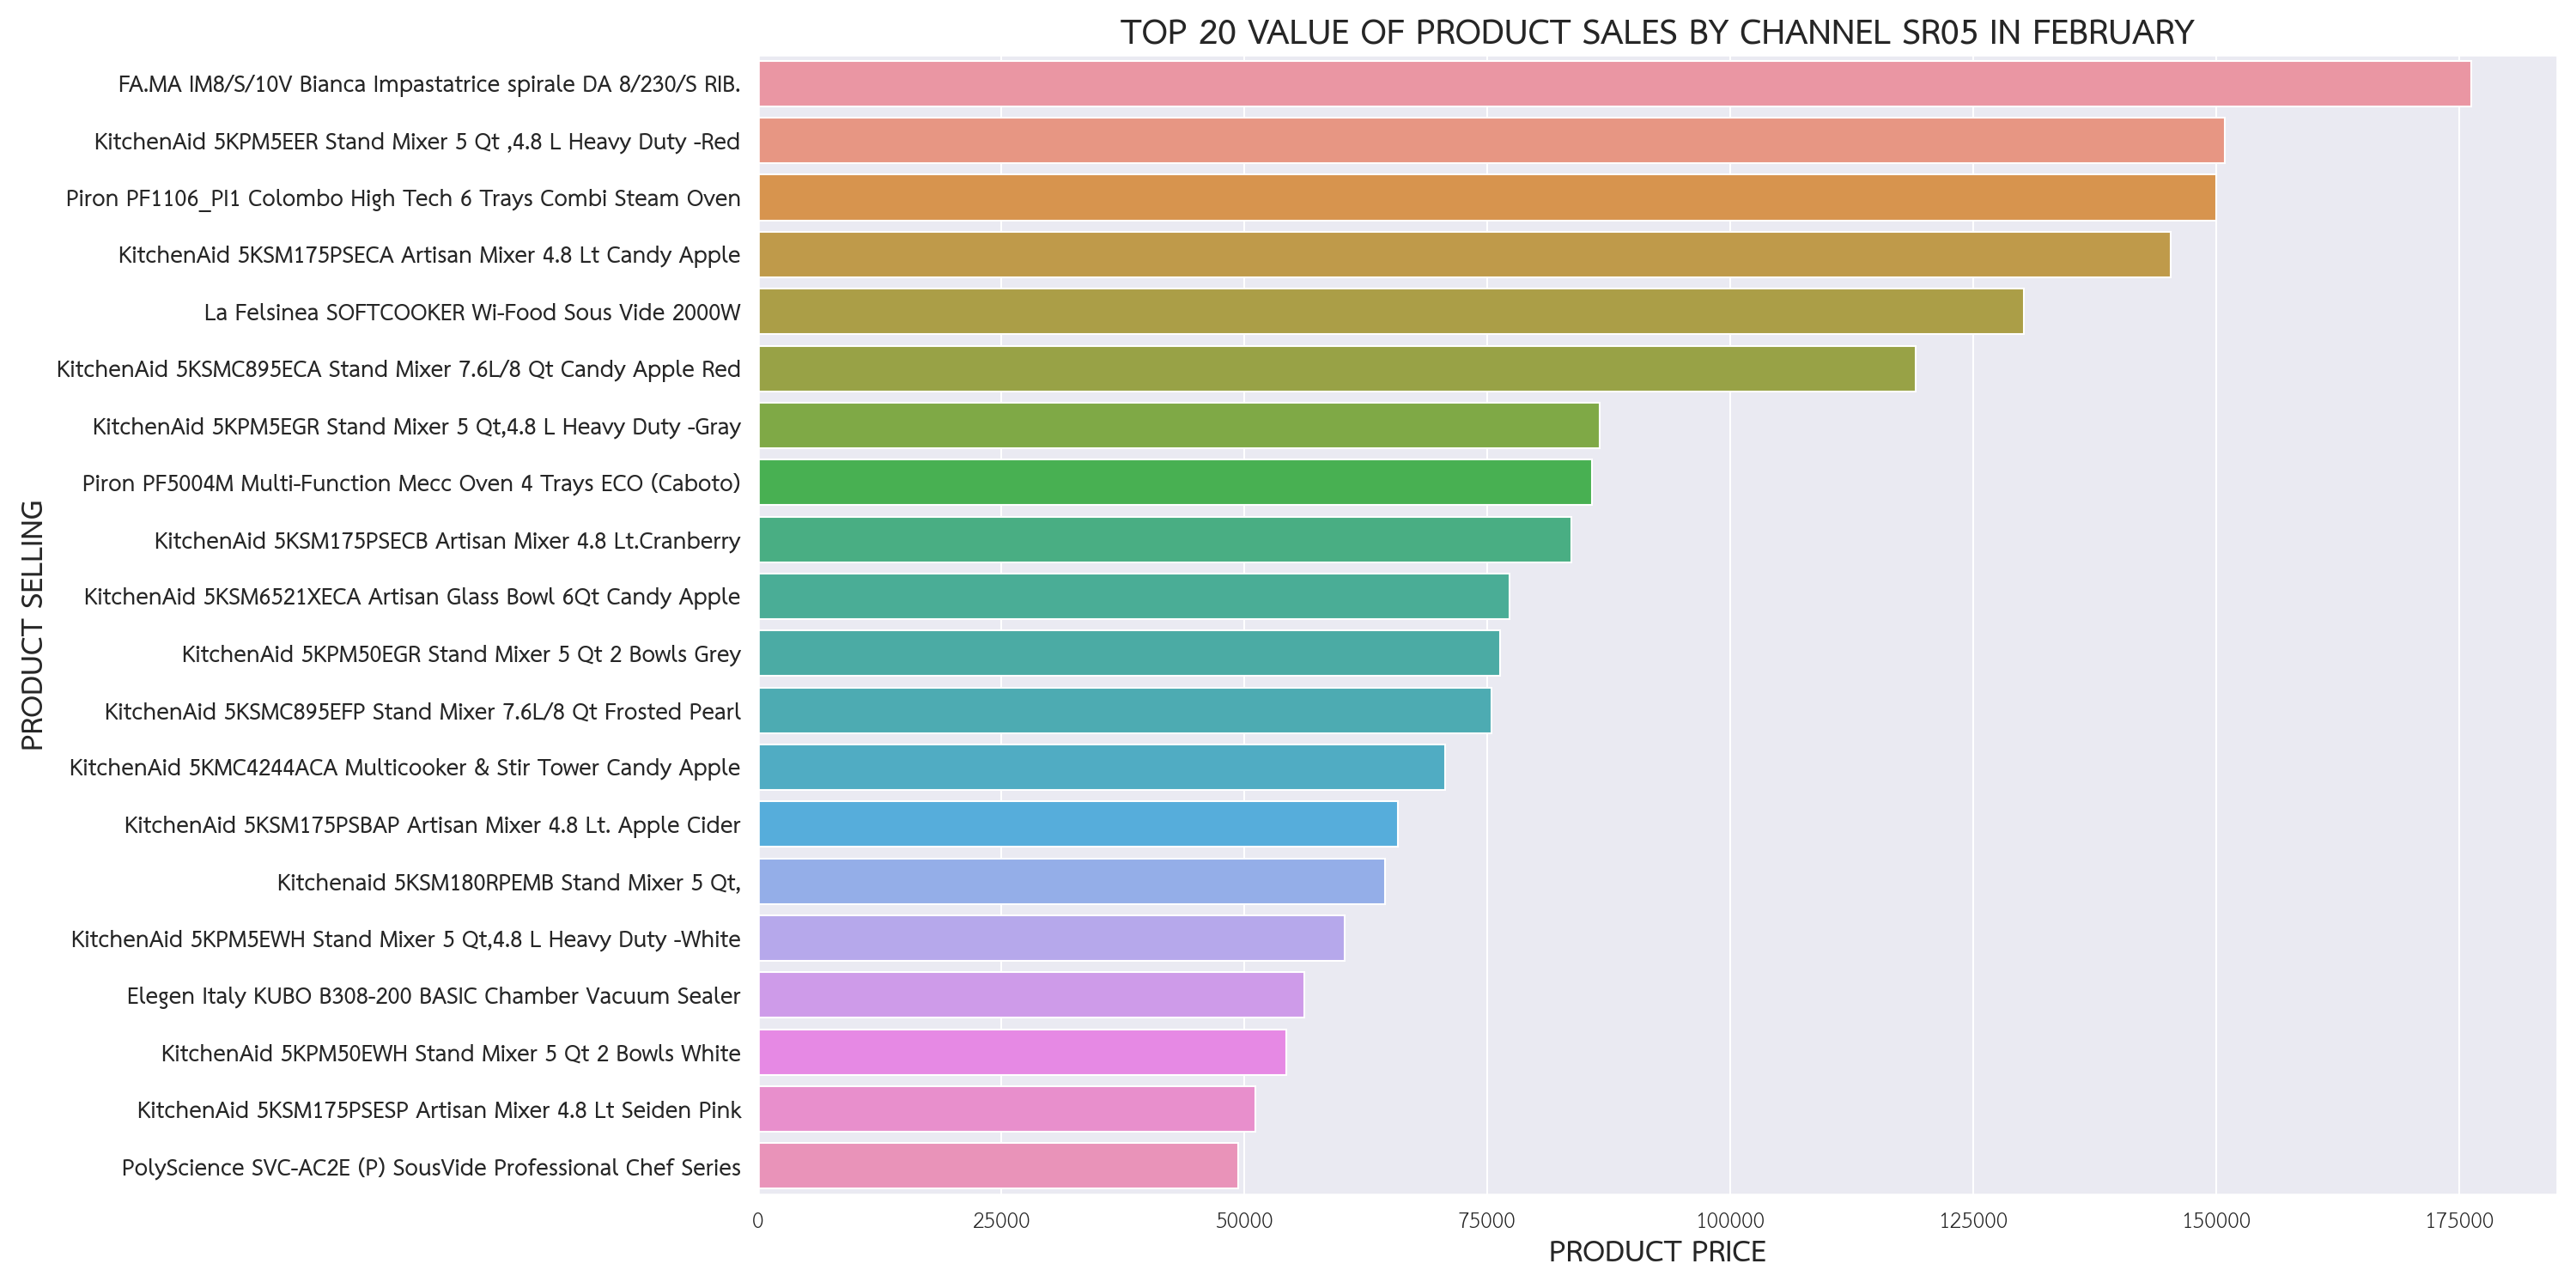 TOP 20 VALUE OF PRODUCT SALES BY CHANNEL SR05 IN FEBRUARY
PRODUCT SELLING
FA.MA IM8/S/10V Bianca Impastatrice spirale DA 8/230/S RIB.
KitchenAid 5KPM5EER Stand Mixer 5 Qt ,4.8 L Heavy Duty -Red
Piron PF1106_PI1 Colombo High Tech 6 Trays Combi Steam Oven
KitchenAid 5KSM175PSECA Artisan Mixer 4.8 Lt Candy Apple
La Felsinea SOFTCOOKER Wi-Food Sous Vide 2000W
KitchenAid 5KSMC895ECA Stand Mixer 7.6L/8 Qt Candy Apple Red
KitchenAid 5KPM5EGR Stand Mixer 5 Qt,4.8 L Heavy Duty -Gray
Piron PF5004M Multi-Function Mecc Oven 4 Trays ECO (Caboto)
KitchenAid 5KSM175PSECB Artisan Mixer 4.8 Lt.Cranberry
KitchenAid 5KSM6521XECA Artisan Glass Bowl 6Qt Candy Apple
KitchenAid 5KPM50EGR Stand Mixer 5 Qt 2 Bowls Grey
KitchenAid 5KSMC895EFP Stand Mixer 7.6L/8 Qt Frosted Pearl
KitchenAid 5KMC4244ACA Multicooker & Stir Tower Candy Apple
KitchenAid 5KSM175PSBAP Artisan Mixer 4.8 Lt. Apple Cider
Kitchenaid 5KSM180RPEMB Stand Mixer 5 Qt,
KitchenAid 5KPM5EWH Stand Mixer 5 Qt,4.8 L Heavy Duty -White
Elegen Italy KUBO B308-200 BASIC Chamber Vacuum Sealer
KitchenAid 5KPM50EWH Stand Mixer 5 Qt 2 Bowls White
KitchenAid 5KSM175PSESP Artisan Mixer 4.8 Lt Seiden Pink
PolyScience SVC-AC2E (P) SousVide Professional Chef Series
0 25000 50000 75000 100000 125000 150000 175000
PRODUCT PRICE